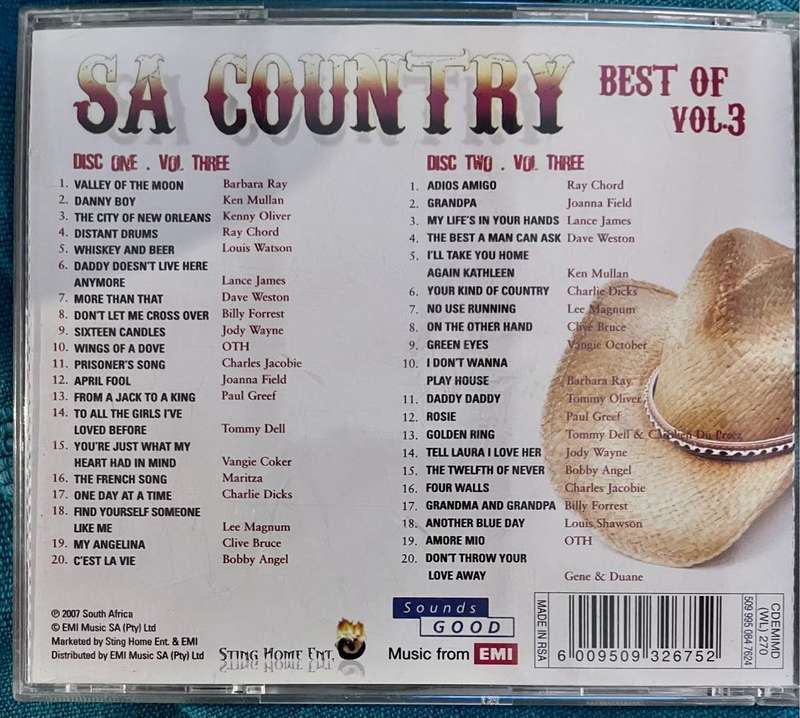 SA COUNTRY
BEST OF
VOL.3
DISC ONE . VOL THREE
1. VALLEY OF THE MOON Barbara Ray
2. DANNY BOY Ken Mullan
3. THE CITY OF NEW ORLEANS Kenny Oliver
4. DISTANT DRUMS Ray Chord
5. WHISKEY AND BEER Louis Watson
6. DADDY DOESN'T LIVE HERE
ANYMORE Lance James
7. MORE THAN THAT Dave Weston
8. DON'T LET ME CROSS OVER Billy Forrest
9. SIXTEEN CANDLES Jody Wayne
10. WINGS OF A DOVE OTH
11. PRISONER'S SONG Charles Jacobie
12. APRIL FOOL Joanna Field
13. FROM A JACK TO A KING Paul Greef
14. TO ALL THE GIRLS I'VE
LOVED BEFORE Tommy Dell
15. YOU'RE JUST WHAT MY
HEART HAD IN MIND Vangie Coker
16. THE FRENCH SONG Maritza
17. ONE DAY AT A TIME Charlie Dicks
18. FIND YOURSELF SOMEONE
LIKE ME Lee Magnum
19. MY ANGELINA Clive Bruce
20. C'EST LA VIE Bobby Angel
DISC TWO . VOL THREE
1. ADIOS AMIGO Ray Chord
2. GRANDPA Joanna Field
3. MY LIFE'S IN YOUR HANDS Lance James
4. THE BEST A MAN CAN ASK Dave Weston
5. I'LL TAKE YOU HOME
AGAIN KATHLEEN Ken Mullan
6. YOUR KIND OF COUNTRY Charlie Dicks
7. NO USE RUNNING Lee Magnum
8. ON THE OTHER HAND Clive Bruce
9. GREEN EYES Vangie October
10. I DON'T WANNA
PLAY HOUSE Barbara Ray
11. DADDY DADDY Tommy Oliver
12. ROSIE Paul Greef
13. GOLDEN RING Tommy Dell & Du Preez
14. TELL LAURA I LOVE HER Jody Wayne
15. THE TWELFTH OF NEVER Bobby Angel
16. FOUR WALLS Charles Jacobie
17. GRANDMA AND GRANDPA Billy Forrest
18. ANOTHER BLUE DAY Louis Shawson
19. AMORE MIO OTH
20. DON'T THROW YOUR
LOVE AWAY Gene & Duane
℗ 2007 South Africa
© EMI Music SA (Pty) Ltd
Marketed by Sting Home Ent. & EMI
Distributed by EMI Music SA (Pty) Ltd
STING HOME ENT.
Sounds
GOOD
Music from EMI
MADE IN RSA
6 009509 326752
CDEMIMD
(WL) 270
509 995 084 7624